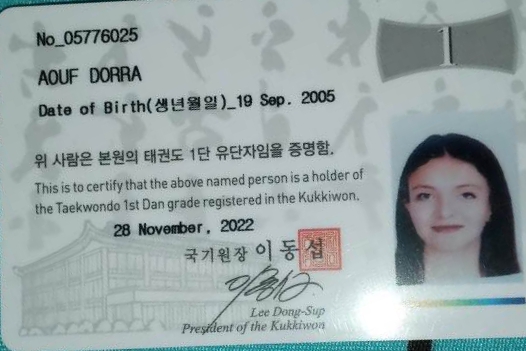 No_05776025
1
AOUF DORRA
Date of Birth(생년월일)_19 Sep. 2005
위 사람은 본원의 태권도 1단 유단자임을 증명함.
This is to certify that the above named person is a holder of
the Taekwondo 1st Dan grade registered in the Kukkiwon.
28 November, 2022
국기원장 이동섭
Lee Dong-Sup
President of the Kukkiwon